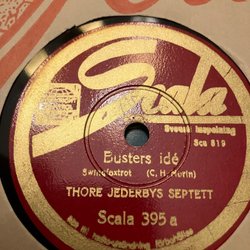 Scala
Svensk inspelning
Sca 819
Busters idé
Swingfoxtrot (C. H. Norin)
THORE JEDERBYS SEPTETT
Scala 395 a